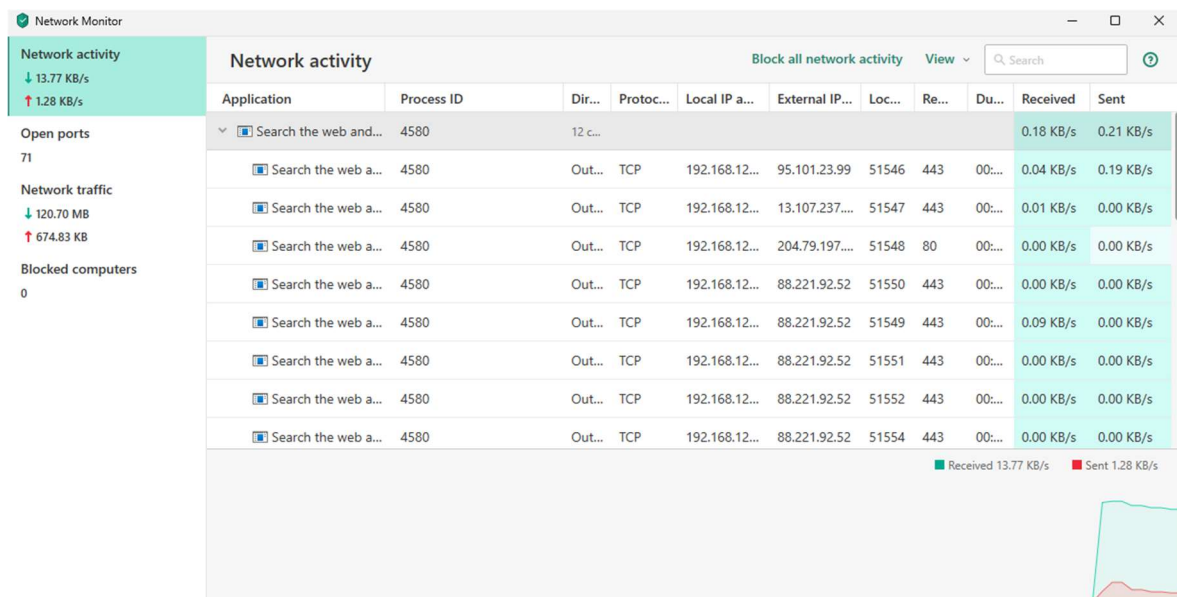 Network Monitor
Network activity
↓ 13.77 KB/s
↑ 1.28 KB/s
Open ports
71
Network traffic
↓ 120.70 MB
↑ 674.83 KB
Blocked computers
0
Network activity Block all network activity View Search
Application Process ID Dir... Protoc... Local IP a... External IP... Loc... Re... Du... Received Sent
Search the web and... 4580 12 c... 0.18 KB/s 0.21 KB/s
Search the web a... 4580 Out... TCP 192.168.12... 95.101.23.99 51546 443 00:... 0.04 KB/s 0.19 KB/s
Search the web a... 4580 Out... TCP 192.168.12... 13.107.237.... 51547 443 00:... 0.01 KB/s 0.00 KB/s
Search the web a... 4580 Out... TCP 192.168.12... 204.79.197.... 51548 80 00:... 0.00 KB/s 0.00 KB/s
Search the web a... 4580 Out... TCP 192.168.12... 88.221.92.52 51550 443 00:... 0.00 KB/s 0.00 KB/s
Search the web a... 4580 Out... TCP 192.168.12... 88.221.92.52 51549 443 00:... 0.09 KB/s 0.00 KB/s
Search the web a... 4580 Out... TCP 192.168.12... 88.221.92.52 51551 443 00:... 0.00 KB/s 0.00 KB/s
Search the web a... 4580 Out... TCP 192.168.12... 88.221.92.52 51552 443 00:... 0.00 KB/s 0.00 KB/s
Search the web a... 4580 Out... TCP 192.168.12... 88.221.92.52 51554 443 00:... 0.00 KB/s 0.00 KB/s
Received 13.77 KB/s Sent 1.28 KB/s